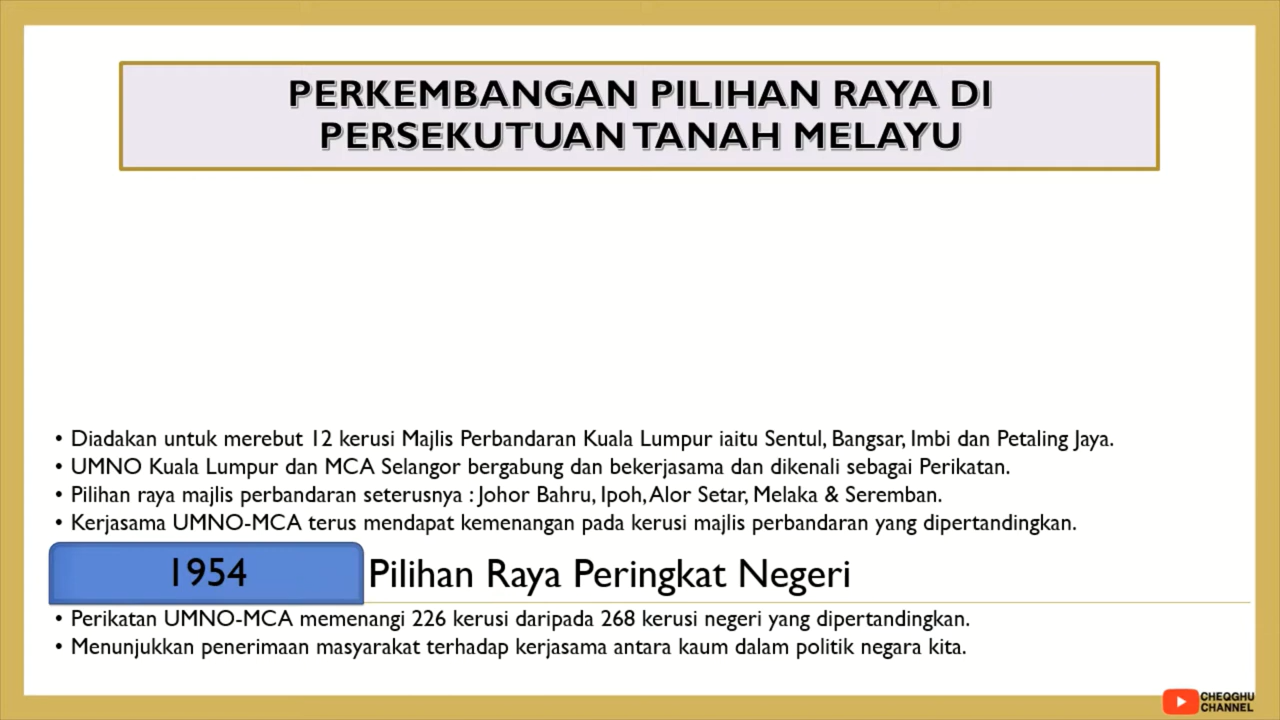 PERKEMBANGAN PILIHAN RAYA DI
PERSEKUTUAN TANAH MELAYU
• Diadakan untuk merebut 12 kerusi Majlis Perbandaran Kuala Lumpur iaitu Sentul, Bangsar, Imbi dan Petaling Jaya.
• UMNO Kuala Lumpur dan MCA Selangor bergabung dan bekerjasama dan dikenali sebagai Perikatan.
• Pilihan raya majlis perbandaran seterusnya : Johor Bahru, Ipoh, Alor Setar, Melaka & Seremban.
• Kerjasama UMNO-MCA terus mendapat kemenangan pada kerusi majlis perbandaran yang dipertandingkan.
1954 Pilihan Raya Peringkat Negeri
• Perikatan UMNO-MCA memenangi 226 kerusi daripada 268 kerusi negeri yang dipertandingkan.
• Menunjukkan penerimaan masyarakat terhadap kerjasama antara kaum dalam politik negara kita.
CHEQGHU
CHANNEL